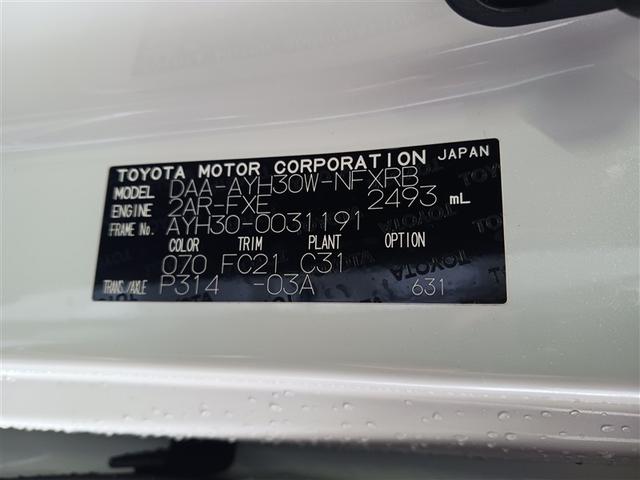 TOYOTA MOTOR CORPORATION JAPAN
MODEL DAA-AYH30W-NFXRB
ENGINE 2AR-FXE 2493 mL
FRAME No. AYH30-0031191
COLOR TRIM PLANT OPTION
070 FC21 C31
TRANS./AXLE P314 -03A 631